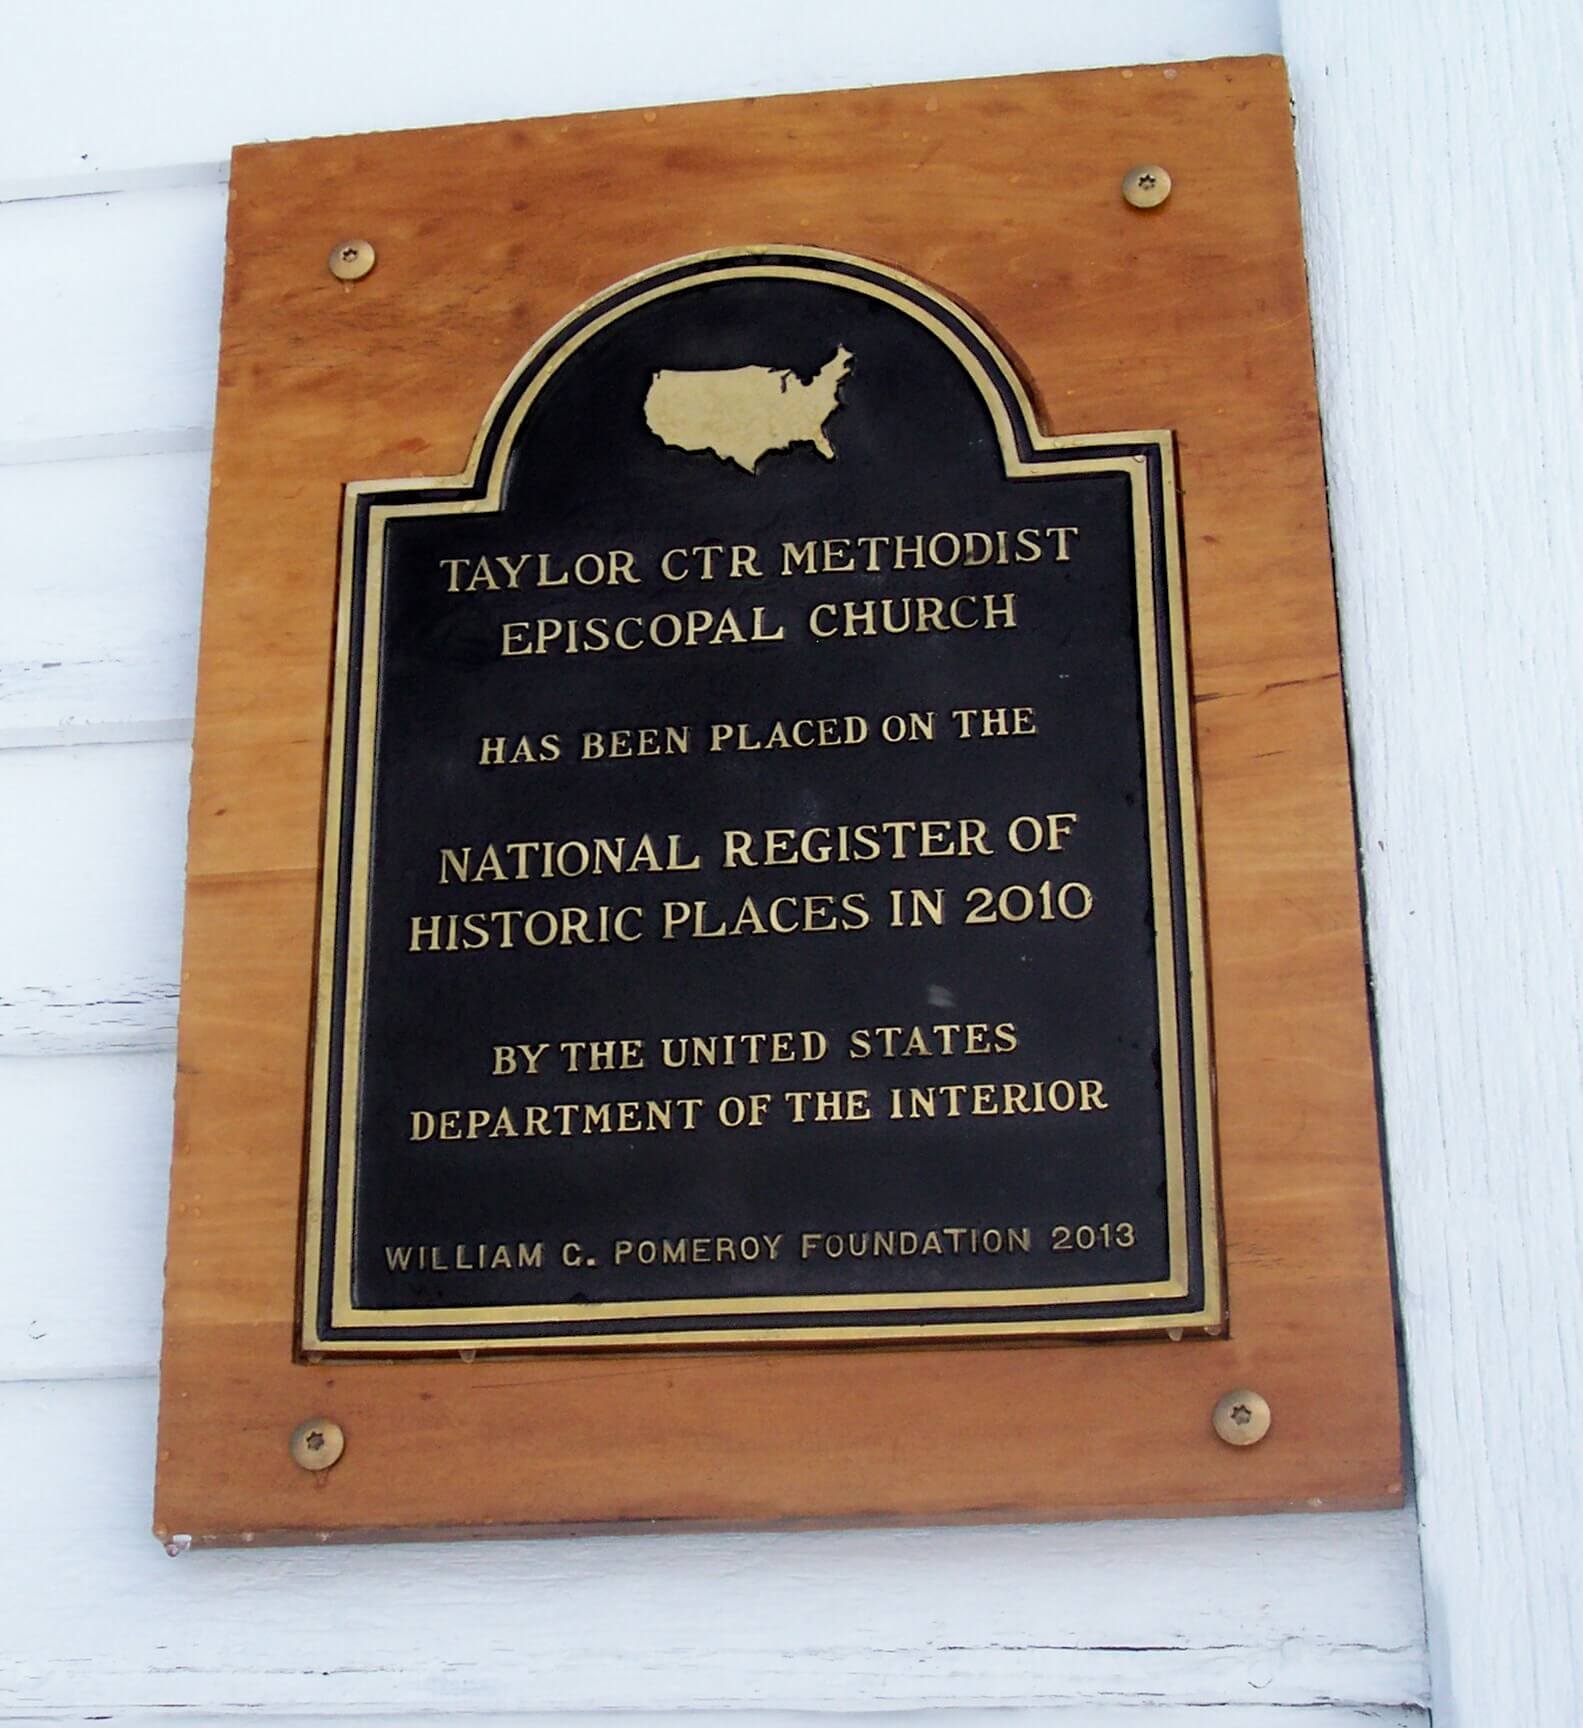 TAYLOR CTR METHODIST
EPISCOPAL CHURCH
HAS BEEN PLACED ON THE
NATIONAL REGISTER OF
HISTORIC PLACES IN 2010
BY THE UNITED STATES
DEPARTMENT OF THE INTERIOR
WILLIAM G. POMEROY FOUNDATION 2013